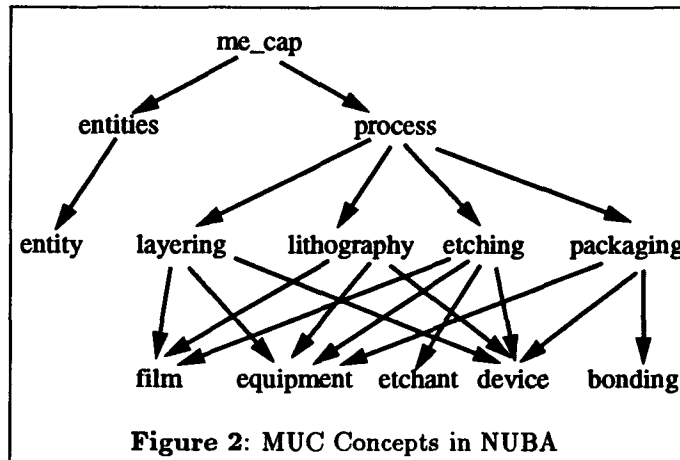 me_cap
entities process
entity layering lithography etching packaging
film equipment etchant device bonding
Figure 2: MUC Concepts in NUBA